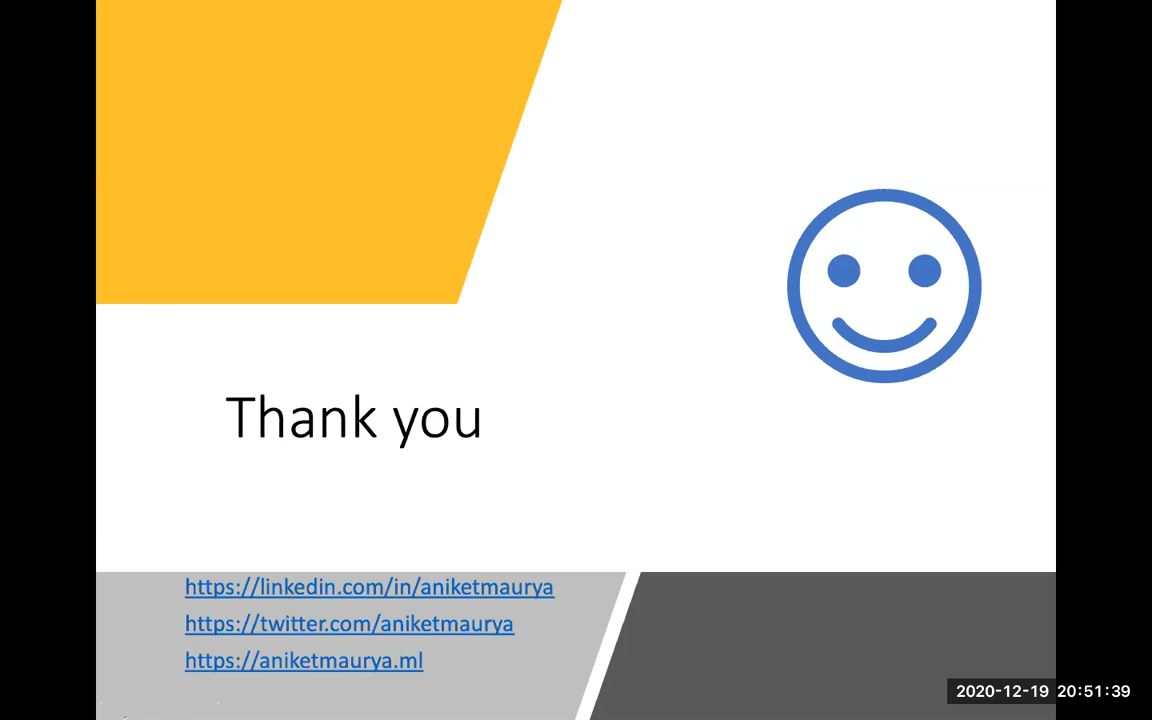 Thank you
https://linkedin.com/in/aniketmaurya
https://twitter.com/aniketmaurya
https://aniketmaurya.ml
2020-12-19 20:51:39